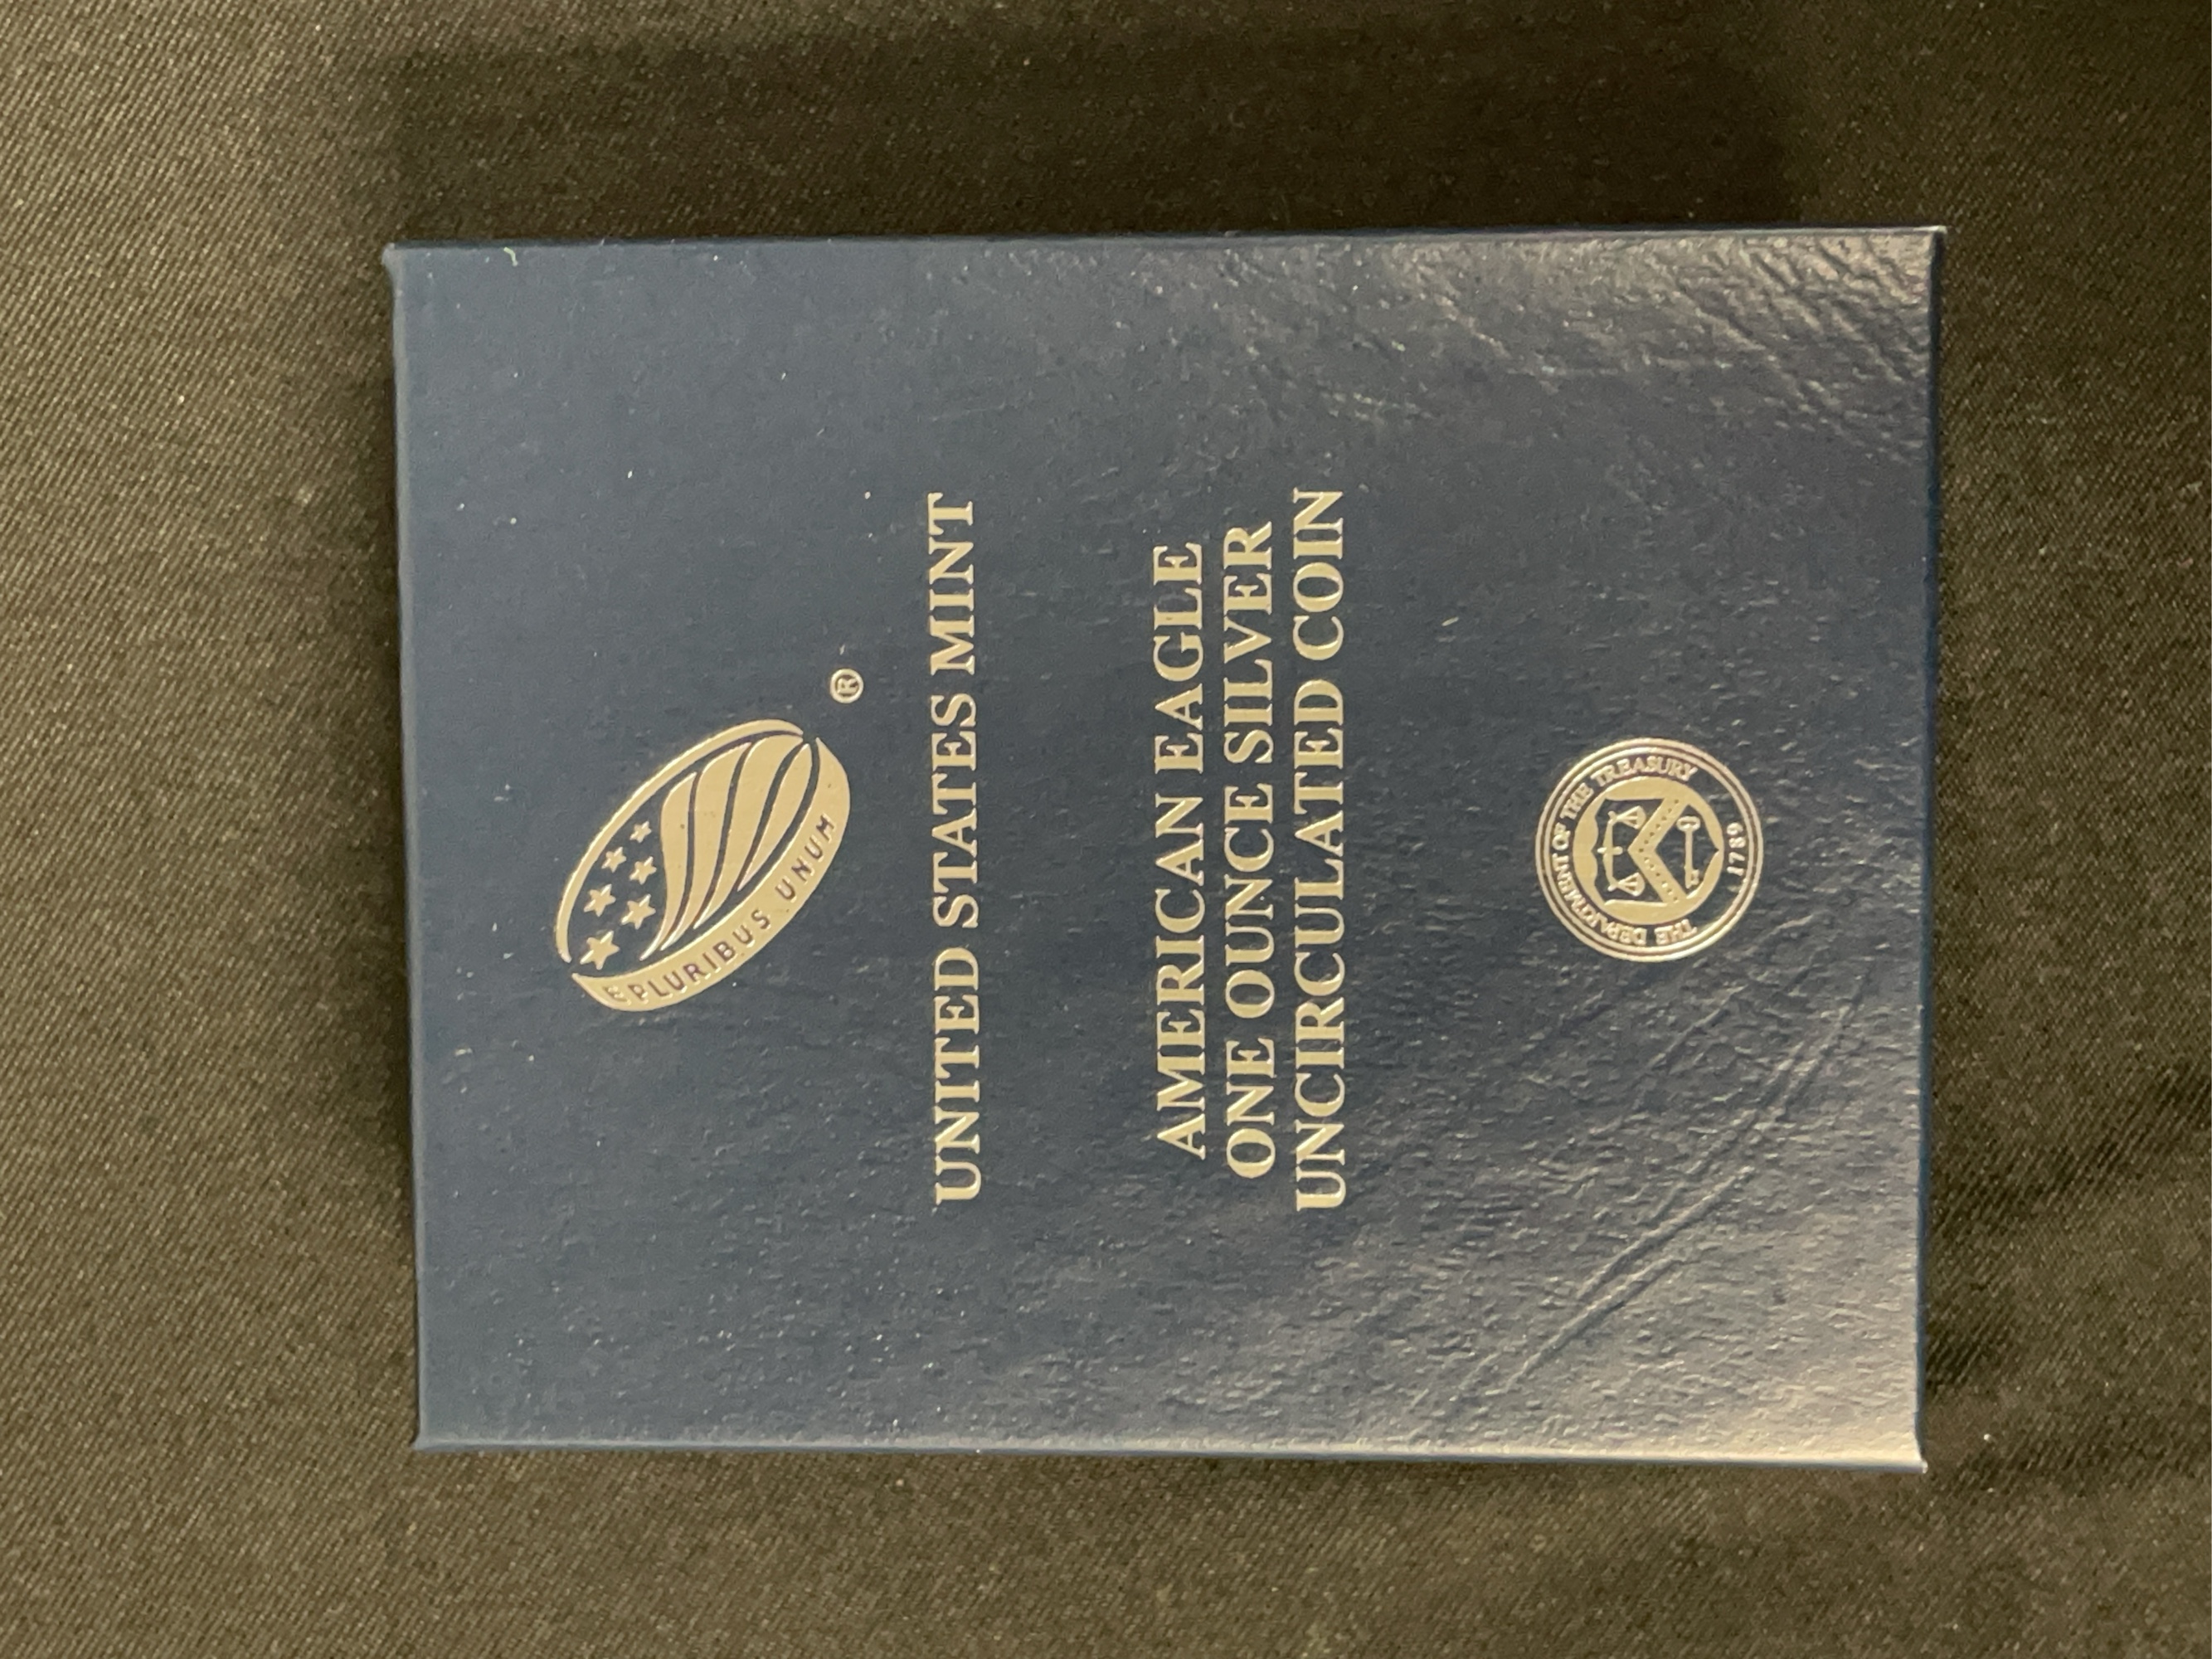 E PLURIBUS UNUM
®
UNITED STATES MINT
AMERICAN EAGLE
ONE OUNCE SILVER
UNCIRCULATED COIN
THE DEPARTMENT OF THE TREASURY
1789